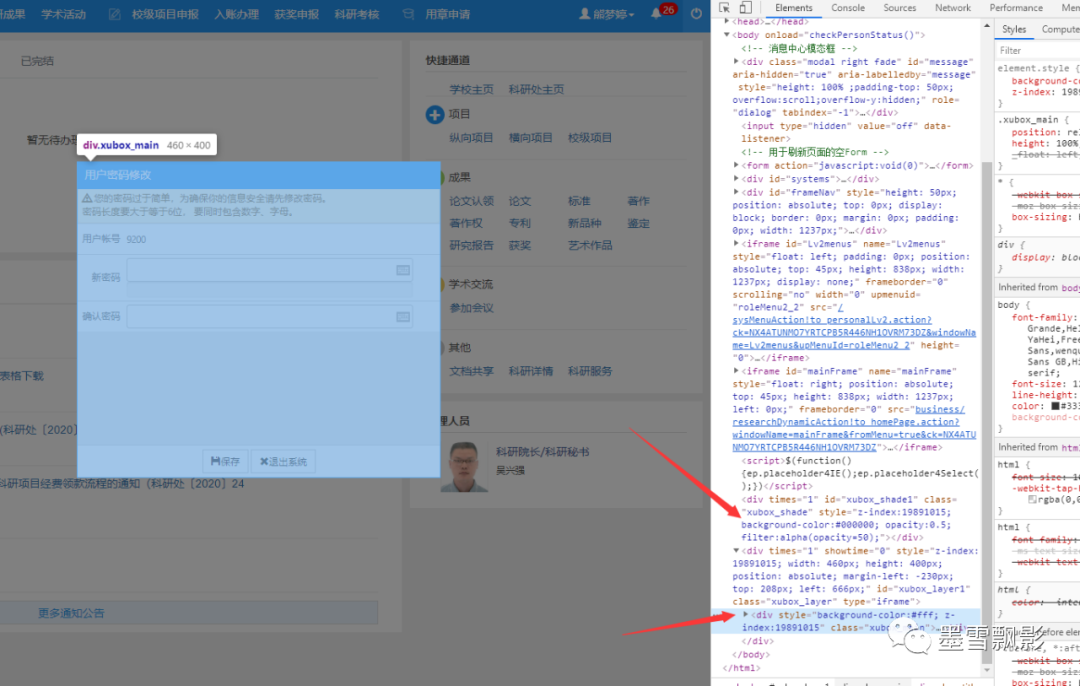 研成果 学术活动 校级项目申报 入账办理 获奖申报 科研考核 用章申请 26
已完结
快捷通道
学校主页 科研处主页
项目
纵向项目 横向项目 校级项目
暂无待办
div.xubox_main 460 × 400
用户密码修改
您的密码过于简单，为确保你的信息安全请先修改密码。
密码长度要大于等于6位， 要同时包含数字、字母。
用户帐号 9200
新密码
确认密码
保存 退出系统
成果
论文认领 论文 标准 著作
著作权 专利 新品种 鉴定
研究报告 获奖 艺术作品
学术交流
参加会议
其他
文档共享 科研详情 科研服务
表格下载
(科研处［2020］
科研项目经费领款流程的通知（科研处［2020］24
理人员
科研院长/科研秘书
吴兴强
更多通知公告
Elements Console Sources Network Performance Mem
<head>…</head>
<body onload="checkPersonStatus()">
<!-- 消息中心模态框 -->
<div class="modal right fade" id="message"
aria-hidden="true" aria-labelledby="message"
style="height: 100% ;padding-top: 50px;
overflow:scroll;overflow-y:hidden;" role=
"dialog" tabindex="-1">…</div>
<input type="hidden" value="off" data-
listener>
<!-- 用于刷新页面的空Form -->
<form action="javascript:void(0)">…</form>
<div id="systems">…</div>
<div id="frameNav" style="height: 50px;
position: absolute; top: 0px; display:
block; border: 0px; margin: 0px; padding:
0px; width: 1237px;">…</div>
<iframe id="Lv2menus" name="Lv2menus"
style="float: left; padding: 0px; position:
absolute; top: 45px; height: 838px; width:
1237px; display: none;" frameborder="0"
scrolling="no" width="0" upmenuid=
"roleMenu2_2" src="/
sysMenuAction!to_personalLv2.action?
ck=NX4ATUNMO7YRTCPB5R446NH1OVRM73DZ&windowNa
me=Lv2menus&upMenuId=roleMenu2_2" height=
"0">…</iframe>
<iframe id="mainFrame" name="mainFrame"
style="float: right; position: absolute;
top: 45px; height: 838px; width: 1237px;
left: 0px;" frameborder="0" src="business/
researchDynamicAction!to_homePage.action?
windowName=mainFrame&fromMenu=true&ck=NX4ATU
NMO7YRTCPB5R446NH1OVRM73DZ">…</iframe>
<script>$(function()
{ep.placeholder4IE();ep.placeholder4Select(
);}</script>
<div times="1" id="xubox_shade1" class=
"xubox_shade" style="z-index:19891015;
background-color:#000000; opacity:0.5;
filter:alpha(opacity=50);"></div>
<div times="1" showtime="0" style="z-index:
19891015; width: 460px; height: 400px;
position: absolute; margin-left: -230px;
top: 208px; left: 666px;" id="xubox_layer1"
class="xubox_layer" type="iframe">
<div style="background-color:#fff; z-
index:19891015" class="
</div>
</body>
</html>
Styles Compute
Filter
element.style {
background-c
z-index: 1989
}
.xubox_main {
position: re
height: 100%
_float: left
}
* {
-webkit-box-s
-moz-box-siz
box-sizing:
}
div {
display: bloc
}
Inherited from body
body {
font-family:
Grande,Hel
YaHei,Free
Sans,wenqu
Sans GB,Hi
serif;
font-size: 12
line-height:
color: #333
background-c
}
Inherited from html
html {
font-size: 10
-webkit-tap-h
rgba(0,0
}
html {
font-family:
-ms-text-size
-webkit-text
}
html {
color: inter
}
-webkit-box-s
-moz-box-siz
box-sizing:
墨雪飘影